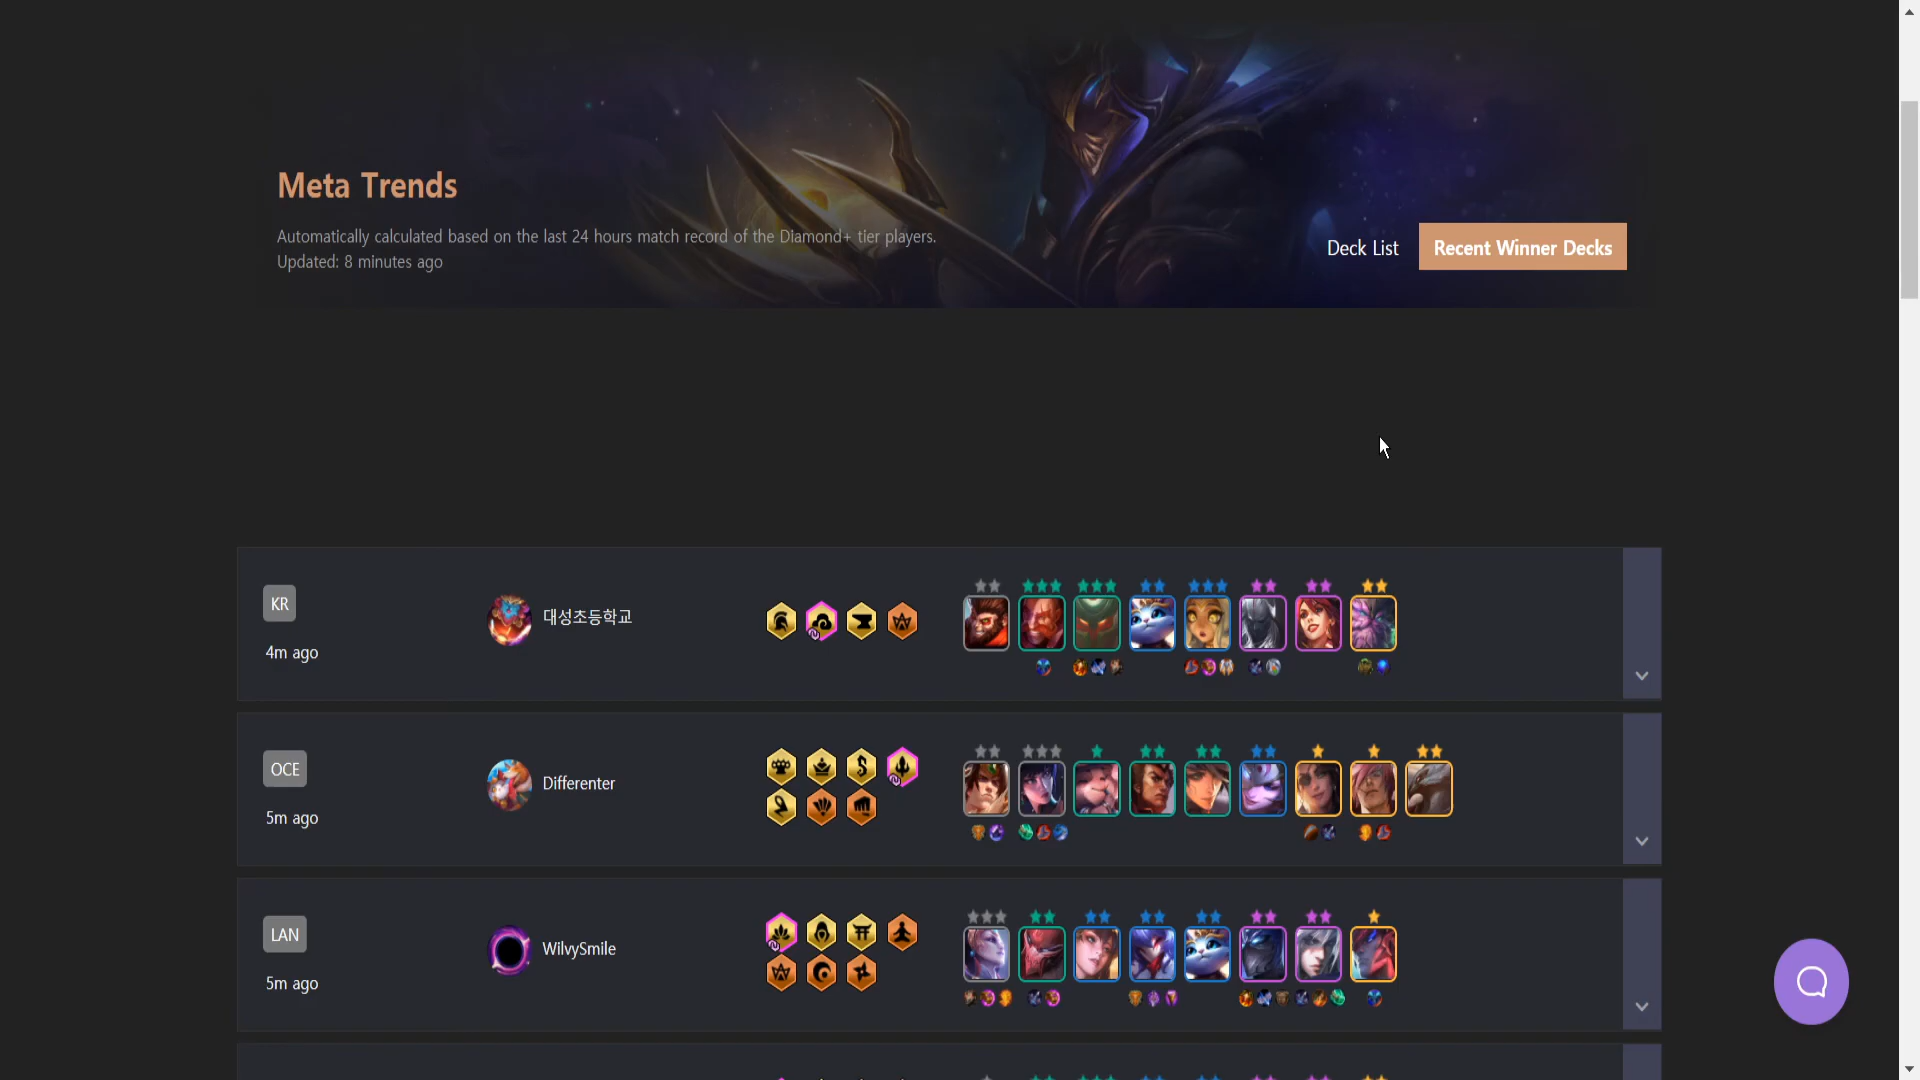 Meta Trends
Automatically calculated based on the last 24 hours match record of the Diamond+ tier players.
Updated: 8 minutes ago
Deck List
Recent Winner Decks
KR
대성초등학교
4m ago
OCE
Differenter
5m ago
LAN
WilvySmile
5m ago